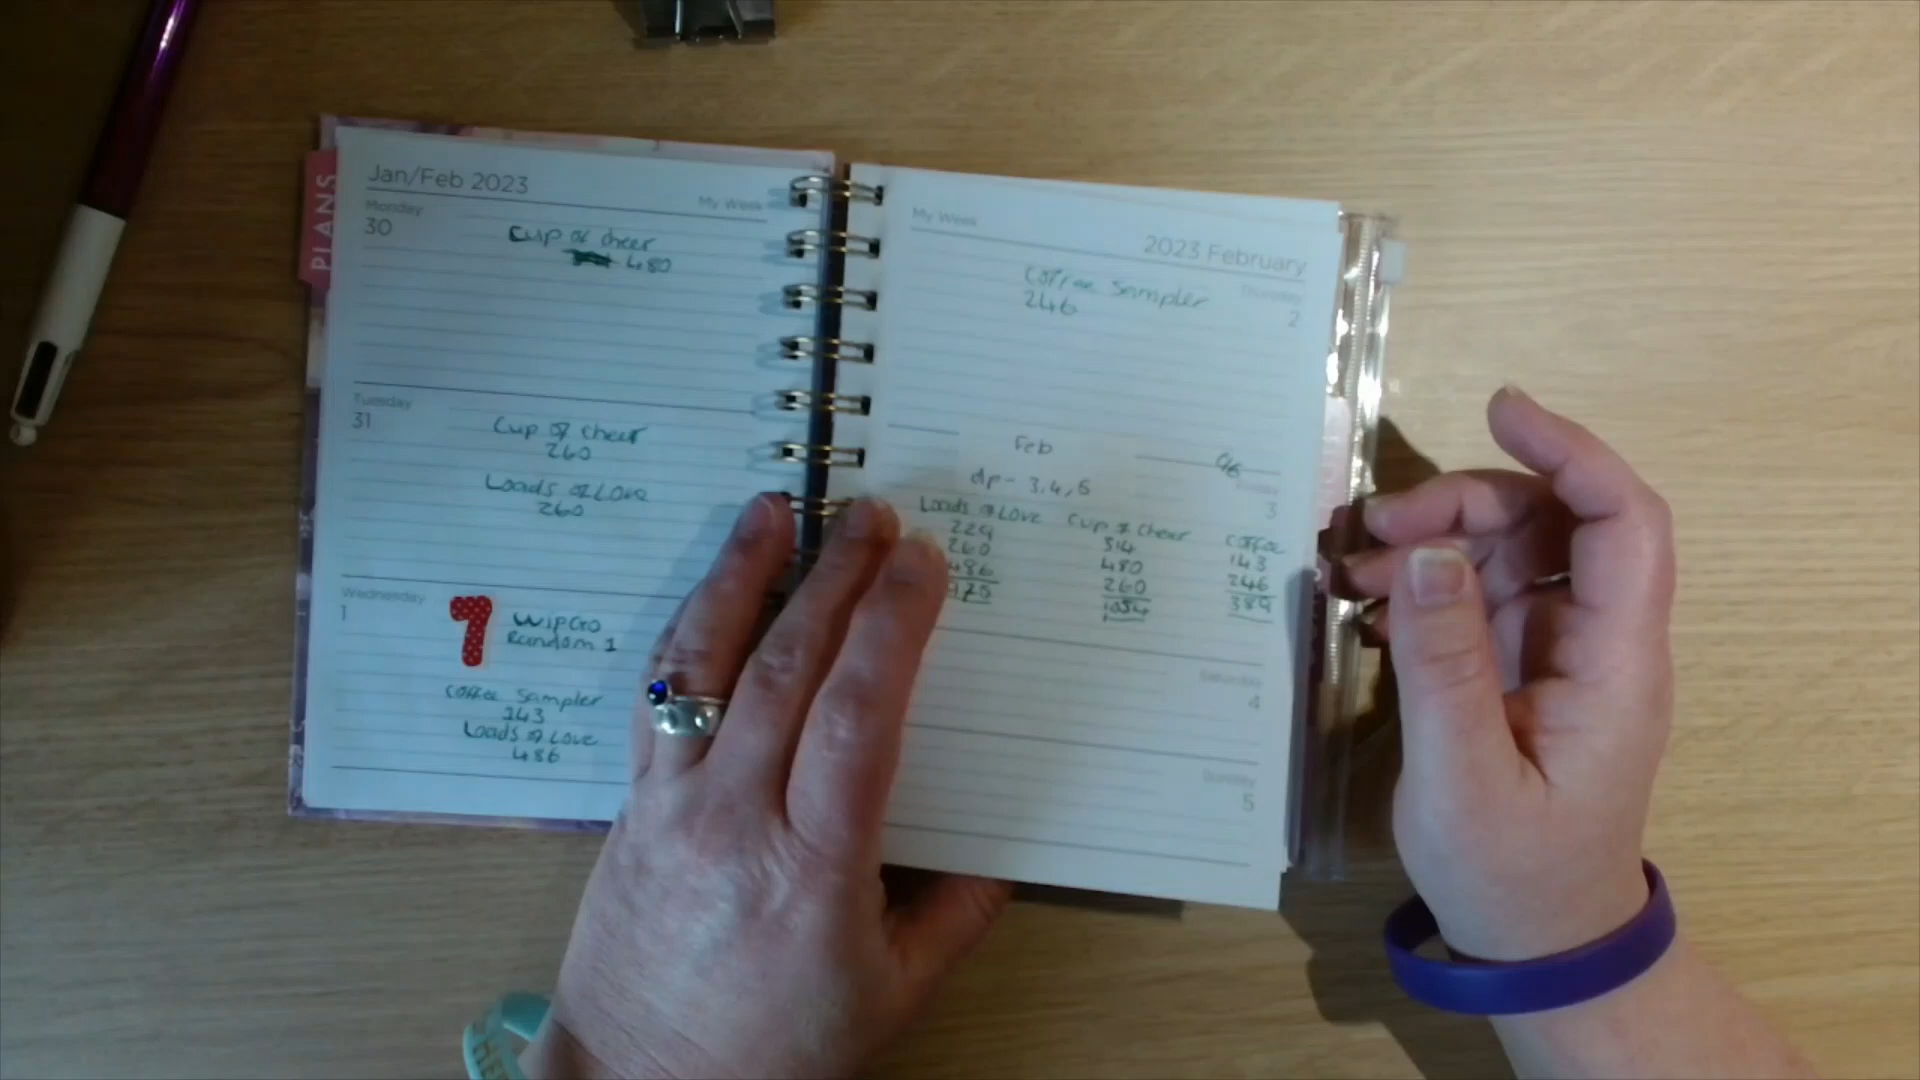 PLANS
Jan/Feb 2023
My Week
Monday
30
Cup of cheer
480
Tuesday
31
Cup of cheer
260
Loads of Love
260
Wednesday
1
7
WIPGO
Random 1
Coffee Sampler
143
Loads of Love
486
My Week
2023 February
Thursday
2
Coffee Sampler
246
Feb
dp - 3,4,5
3
Loads of Love Cup of Cheer Coffee
229 314 143
260 480 246
486 260 389
975 1054
Saturday
4
Sunday
5